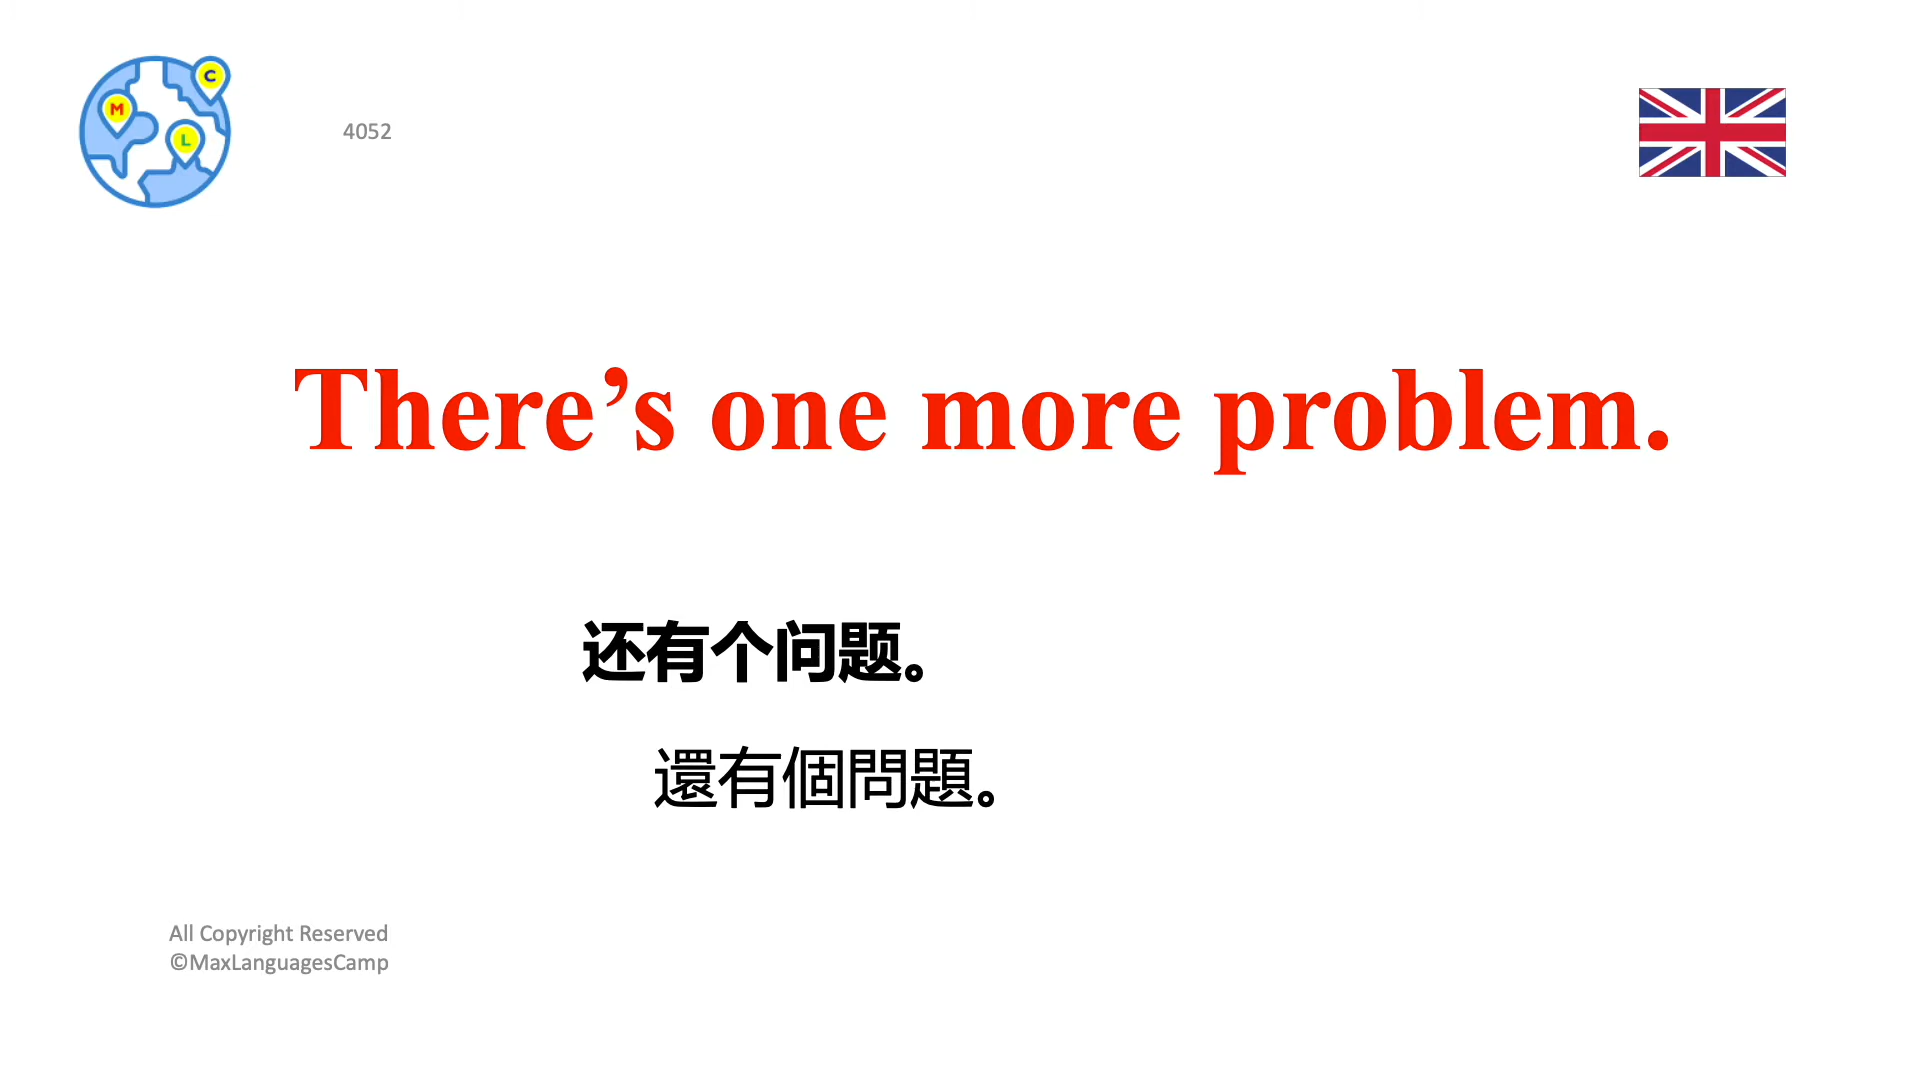 C
M
L
4052
There’s one more problem.
还有个问题。
還有個問題。
All Copyright Reserved
©MaxLanguagesCamp